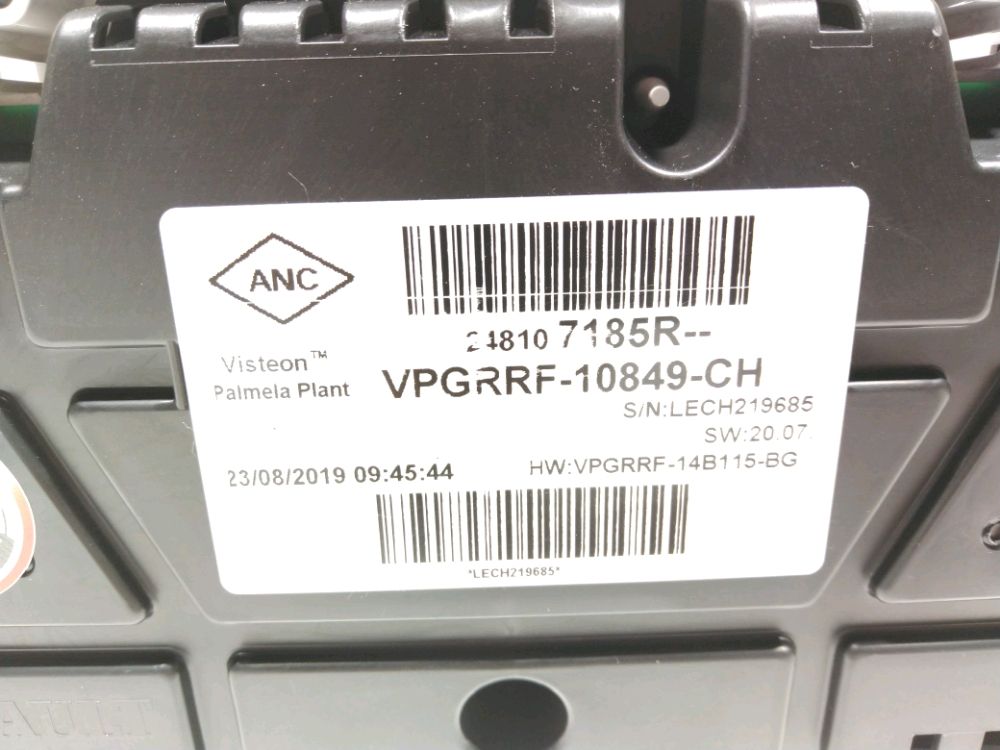 ANC
24810 7185R--
Visteon™
Palmela Plant
VPGRRF-10849-CH
S/N:LECH219685
SW:20.07.
23/08/2019 09:45:44
HW:VPGRRF-14B115-BG
*LECH219685*